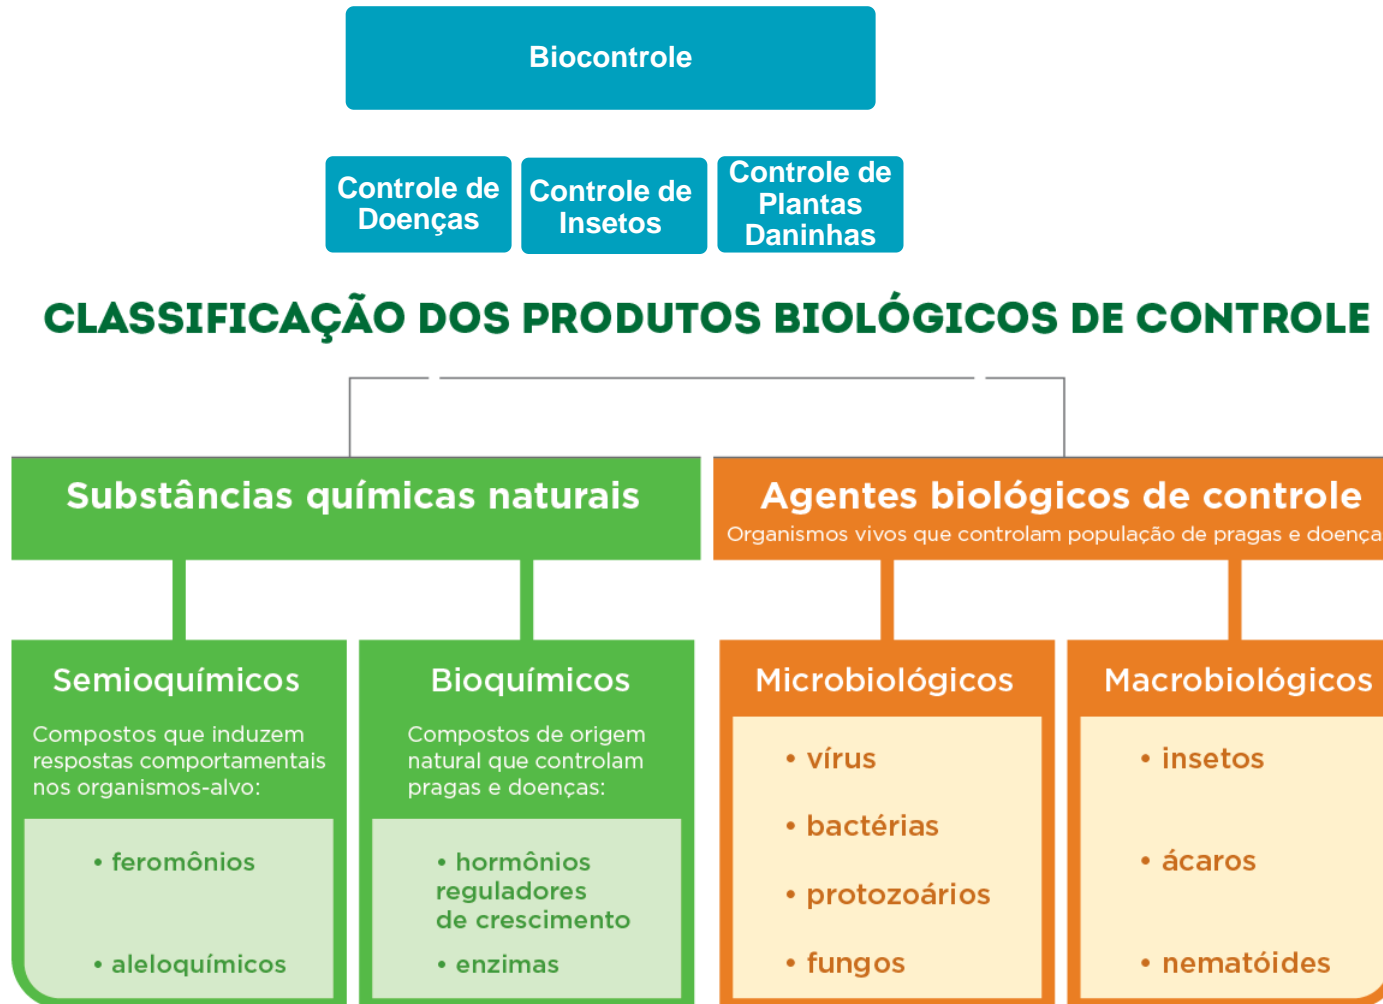 Biocontrole
Controle de
Doenças
Controle de
Insetos
Controle de
Plantas
Daninhas
CLASSIFICAÇÃO DOS PRODUTOS BIOLÓGICOS DE CONTROLE
Substâncias químicas naturais
Agentes biológicos de controle
Organismos vivos que controlam população de pragas e doença
Semioquímicos
Compostos que induzem
respostas comportamentais
nos organismos-alvo:
• feromônios
• aleloquímicos
Bioquímicos
Compostos de origem
natural que controlam
pragas e doenças:
• hormônios
reguladores
de crescimento
• enzimas
Microbiológicos
• vírus
• bactérias
• protozoários
• fungos
Macrobiológicos
• insetos
• ácaros
• nematóides